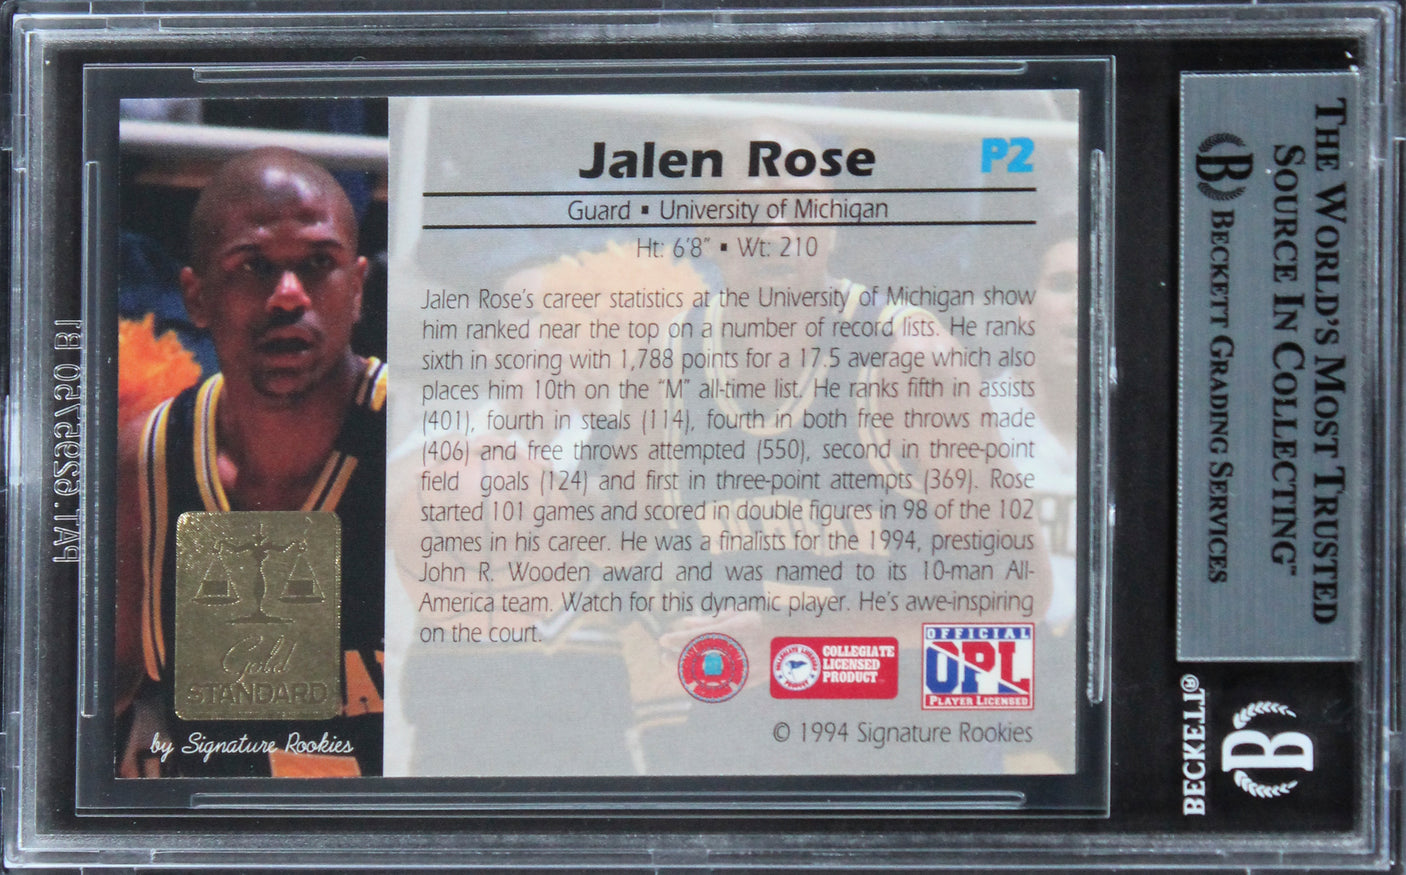 Jalen Rose
P2
Guard ▪ University of Michigan
Ht: 6'8" ▪ Wt: 210
Jalen Rose's career statistics at the University of Michigan show
him ranked near the top on a number of record lists. He ranks
sixth in scoring with 1,788 points for a 17.5 average which also
places him 10th on the "M" all-time list. He ranks fifth in assists
(401), fourth in steals (114), fourth in both free throws made
(406) and free throws attempted (550), second in three-point
field goals (124) and first in three-point attempts (369). Rose
started 101 games and scored in double figures in 98 of the 102
games in his career. He was a finalists for the 1994, prestigious
John R. Wooden award and was named to its 10-man All-
America team. Watch for this dynamic player. He's awe-inspiring
on the court.
Gold
STANDARD
by Signature Rookies
COLLEGIATE
LICENSED
PRODUCT
OFFICIAL
OPL
PLAYER LICENSED
© 1994 Signature Rookies
THE WORLD'S MOST TRUSTED
SOURCE IN COLLECTING™
B BECKETT GRADING SERVICES
BECKETT®
B